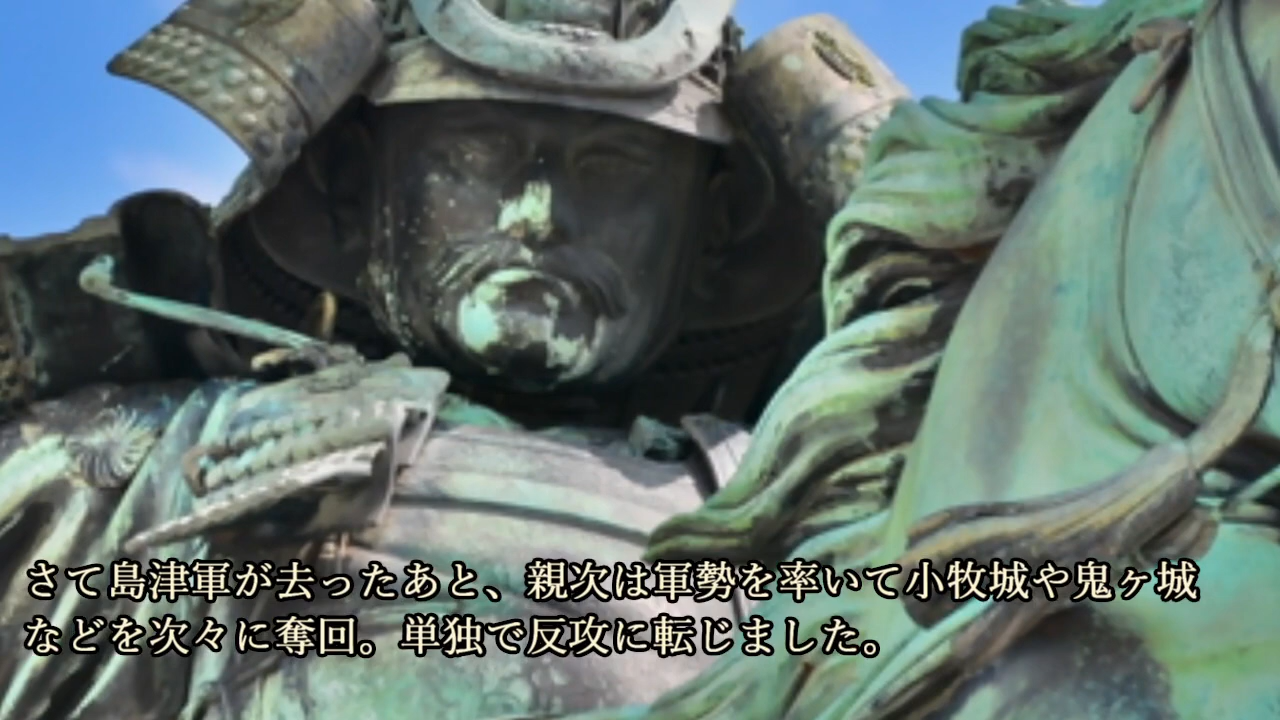 さて島津軍が去ったあと、親次は軍勢を率いて小牧城や鬼ヶ城
などを次々に奪回。単独で反攻に転じました。